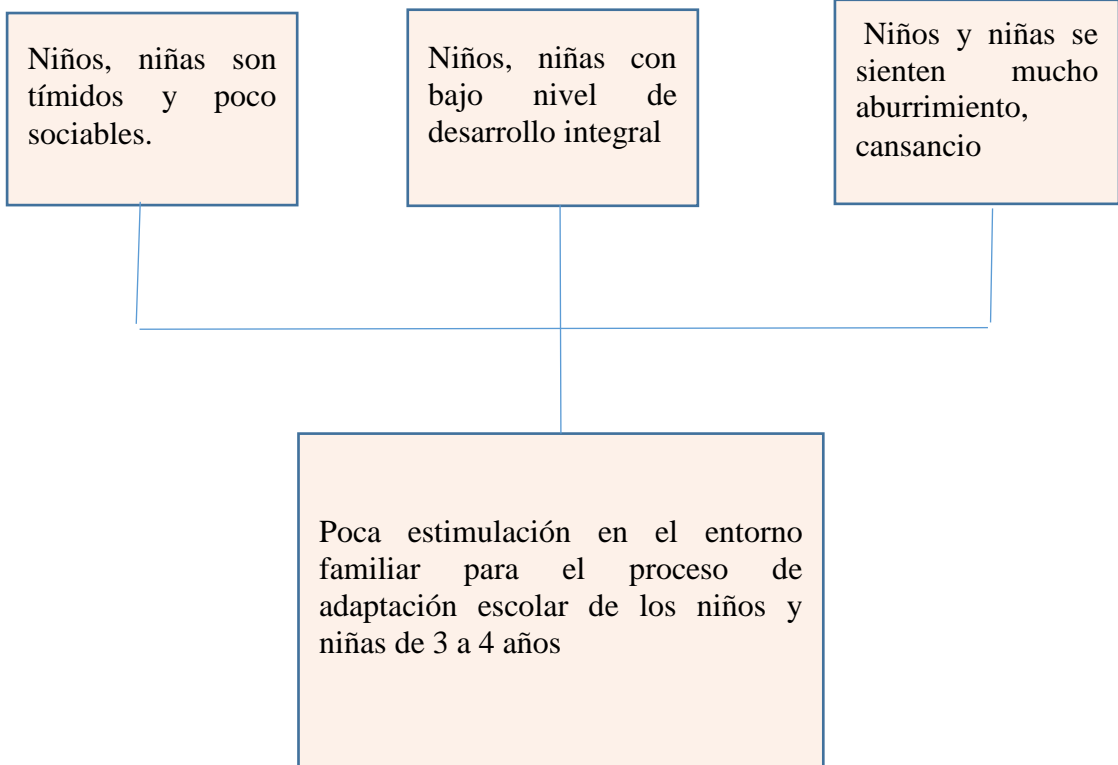 Niños, niñas son
tímidos y poco
sociables.
Niños, niñas con
bajo nivel de
desarrollo integral
Niños y niñas se
sienten mucho
aburrimiento,
cansancio
Poca estimulación en el entorno
familiar para el proceso de
adaptación escolar de los niños y
niñas de 3 a 4 años